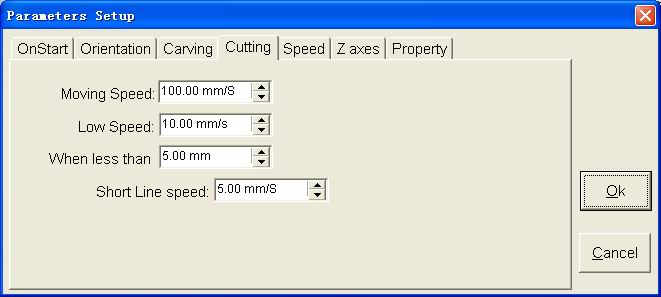 Parameters Setup
OnStart Orientation Carving Cutting Speed Z axes Property
Moving Speed: 100.00 mm/S
Low Speed: 10.00 mm/s
When less than 5.00 mm
Short Line speed: 5.00 mm/S
Ok
Cancel